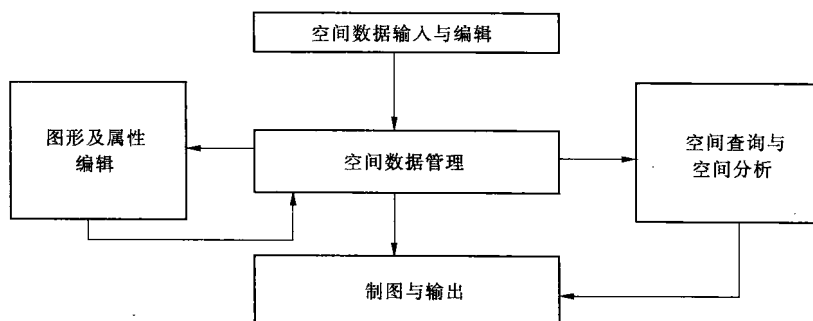 空间数据输入与编辑
图形及属性
编辑
空间数据管理
空间查询与
空间分析
制图与输出